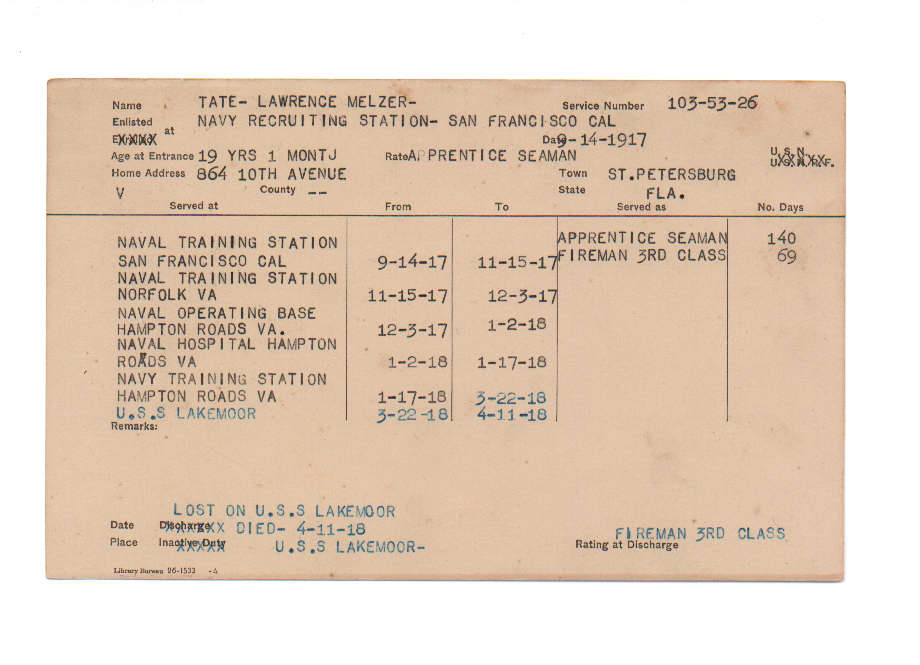 Name TATE- LAWRENCE MELZER- Service Number 103-53-26
Enlisted at NAVY RECRUITING STATION- SAN FRANCISCO CAL
XXXX Date 9-14-1917
Age at Entrance 19 YRS 1 MONTJ Rate APPRENTICE SEAMAN U.S.N.
Home Address 864 10TH AVENUE Town ST.PETERSBURG
V County -- State FLA.
Served at From To Served as No. Days
NAVAL TRAINING STATION APPRENTICE SEAMAN 140
SAN FRANCISCO CAL 9-14-17 11-15-17 FIREMAN 3RD CLASS 69
NAVAL TRAINING STATION
NORFOLK VA 11-15-17 12-3-17
NAVAL OPERATING BASE
HAMPTON ROADS VA. 12-3-17 1-2-18
NAVAL HOSPITAL HAMPTON
ROADS VA 1-2-18 1-17-18
NAVY TRAINING STATION
HAMPTON ROADS VA 1-17-18 3-22-18
U.S.S LAKEMOOR 3-22-18 4-11-18
Remarks:
LOST ON U.S.S LAKEMOOR
Date Discharge DIED- 4-11-18 FIREMAN 3RD CLASS
Place Inactive Duty U.S.S LAKEMOOR- Rating at Discharge
Library Bureau 26-1533 -4